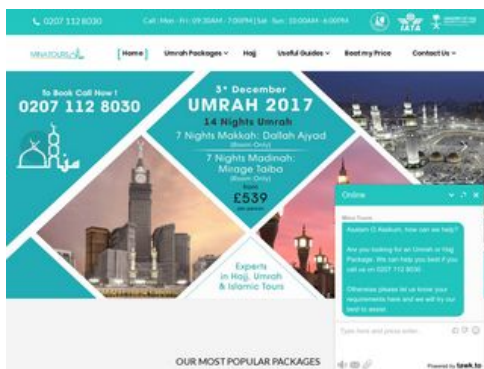 0207 112 8030
Call : Mon - Fri : 09:30AM - 7:00PM | Sat - Sun : 10:00AM - 6:00PM
IATA
MINATOURS
[ Home ] Umrah Packages Hajj Useful Guides Beat my Price Contact Us
To Book Call Now !
0207 112 8030
3* December
UMRAH 2017
14 Nights Umrah
7 Nights Makkah: Dallah Ajyad
(Room Only)
7 Nights Madinah:
Mirage Taiba
(Room Only)
from
£539
per person
Experts
in Hajj, Umrah
& Islamic Tours
OUR MOST POPULAR PACKAGES
Online
Mina Tours
Asalam O Alaikum, how can we help?
Are you looking for an Umrah or Hajj
Package. We can help you best if you
call us on 0207 112 8030
Otherwise please let us know your
requirements here and we will try our
best to assist.
Type here and press enter..
Powered by tawk.to